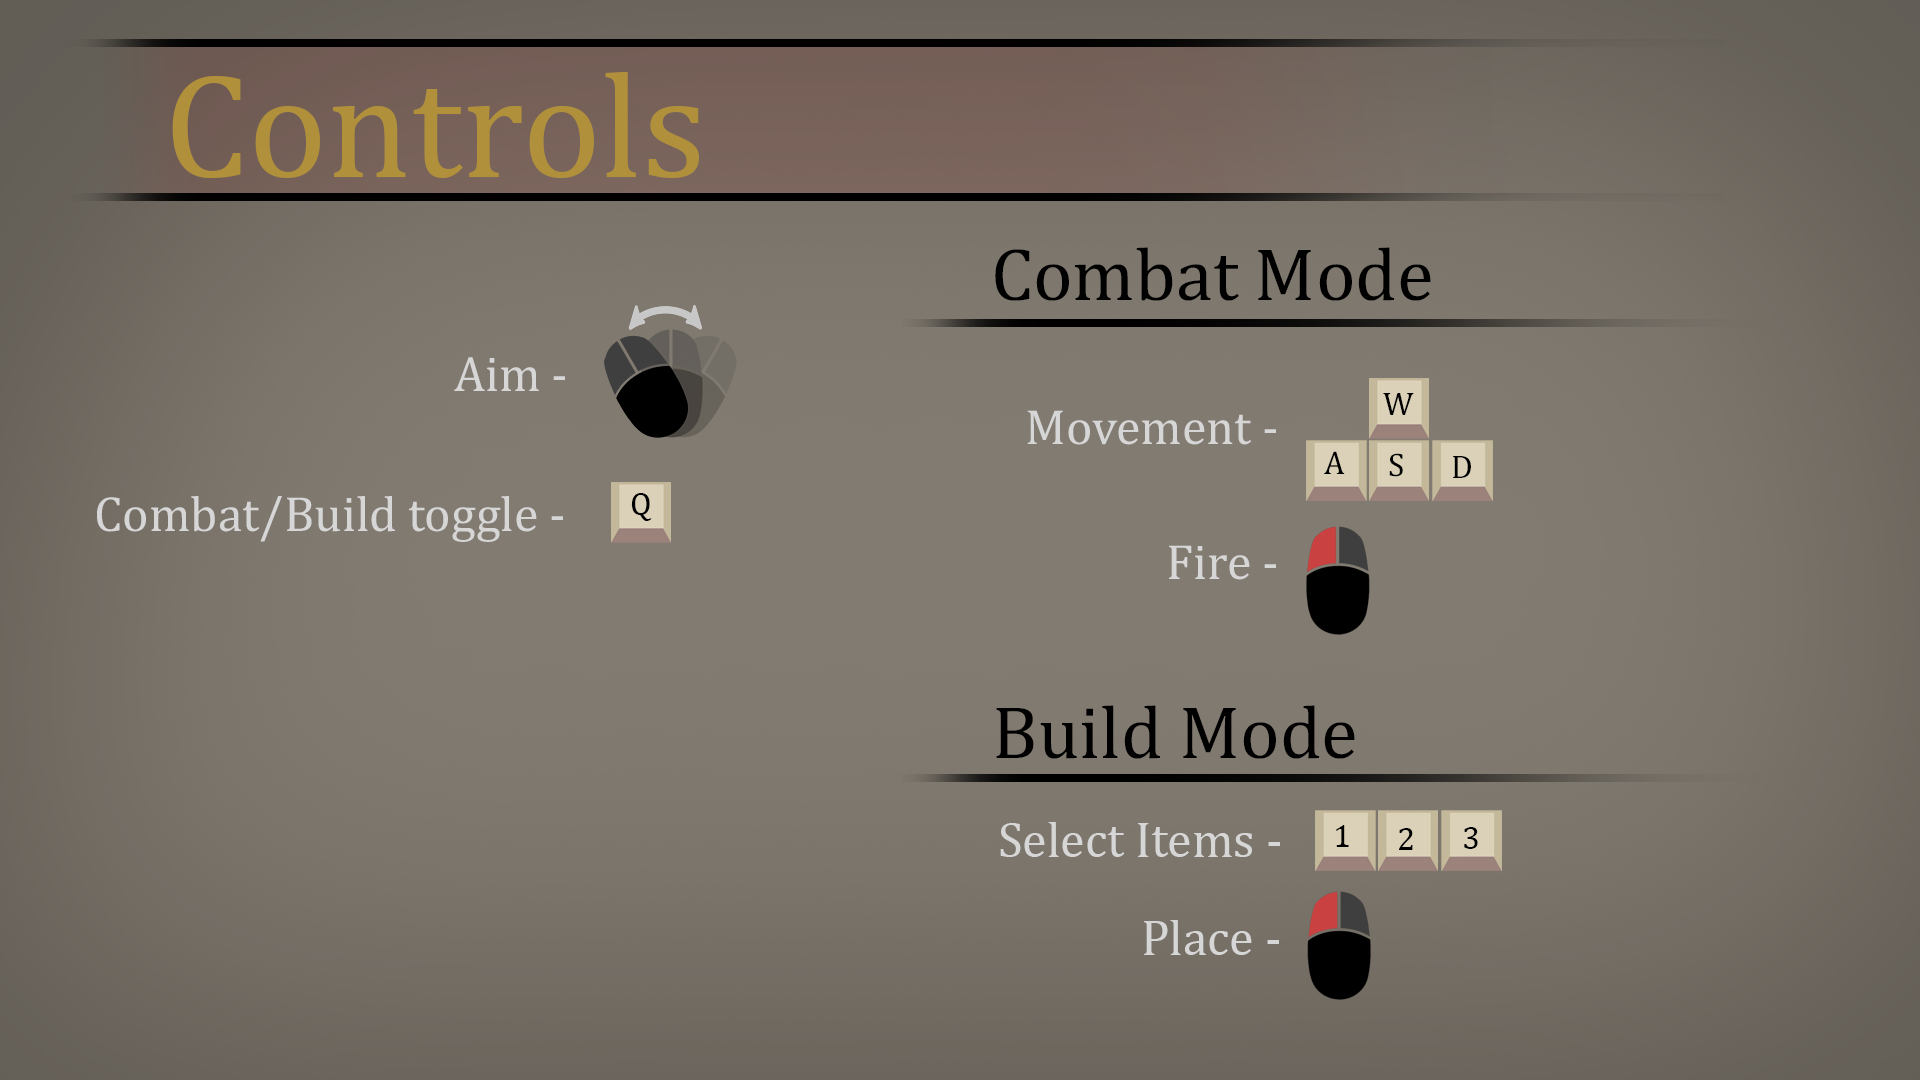 Controls
Aim -
Combat/Build toggle - Q
Combat Mode
W
Movement -
A S D
Fire -
Build Mode
Select Items - 1 2 3
Place -